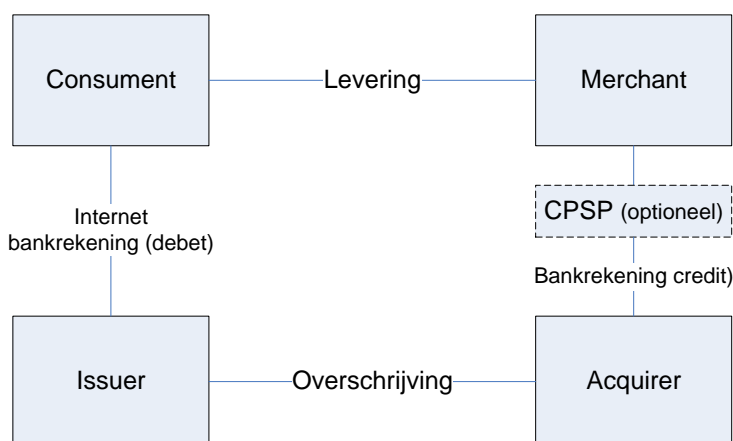 Consument
Levering
Merchant
Internet
bankrekening (debet)
CPSP (optioneel)
Bankrekening credit)
Issuer
Overschrijving
Acquirer